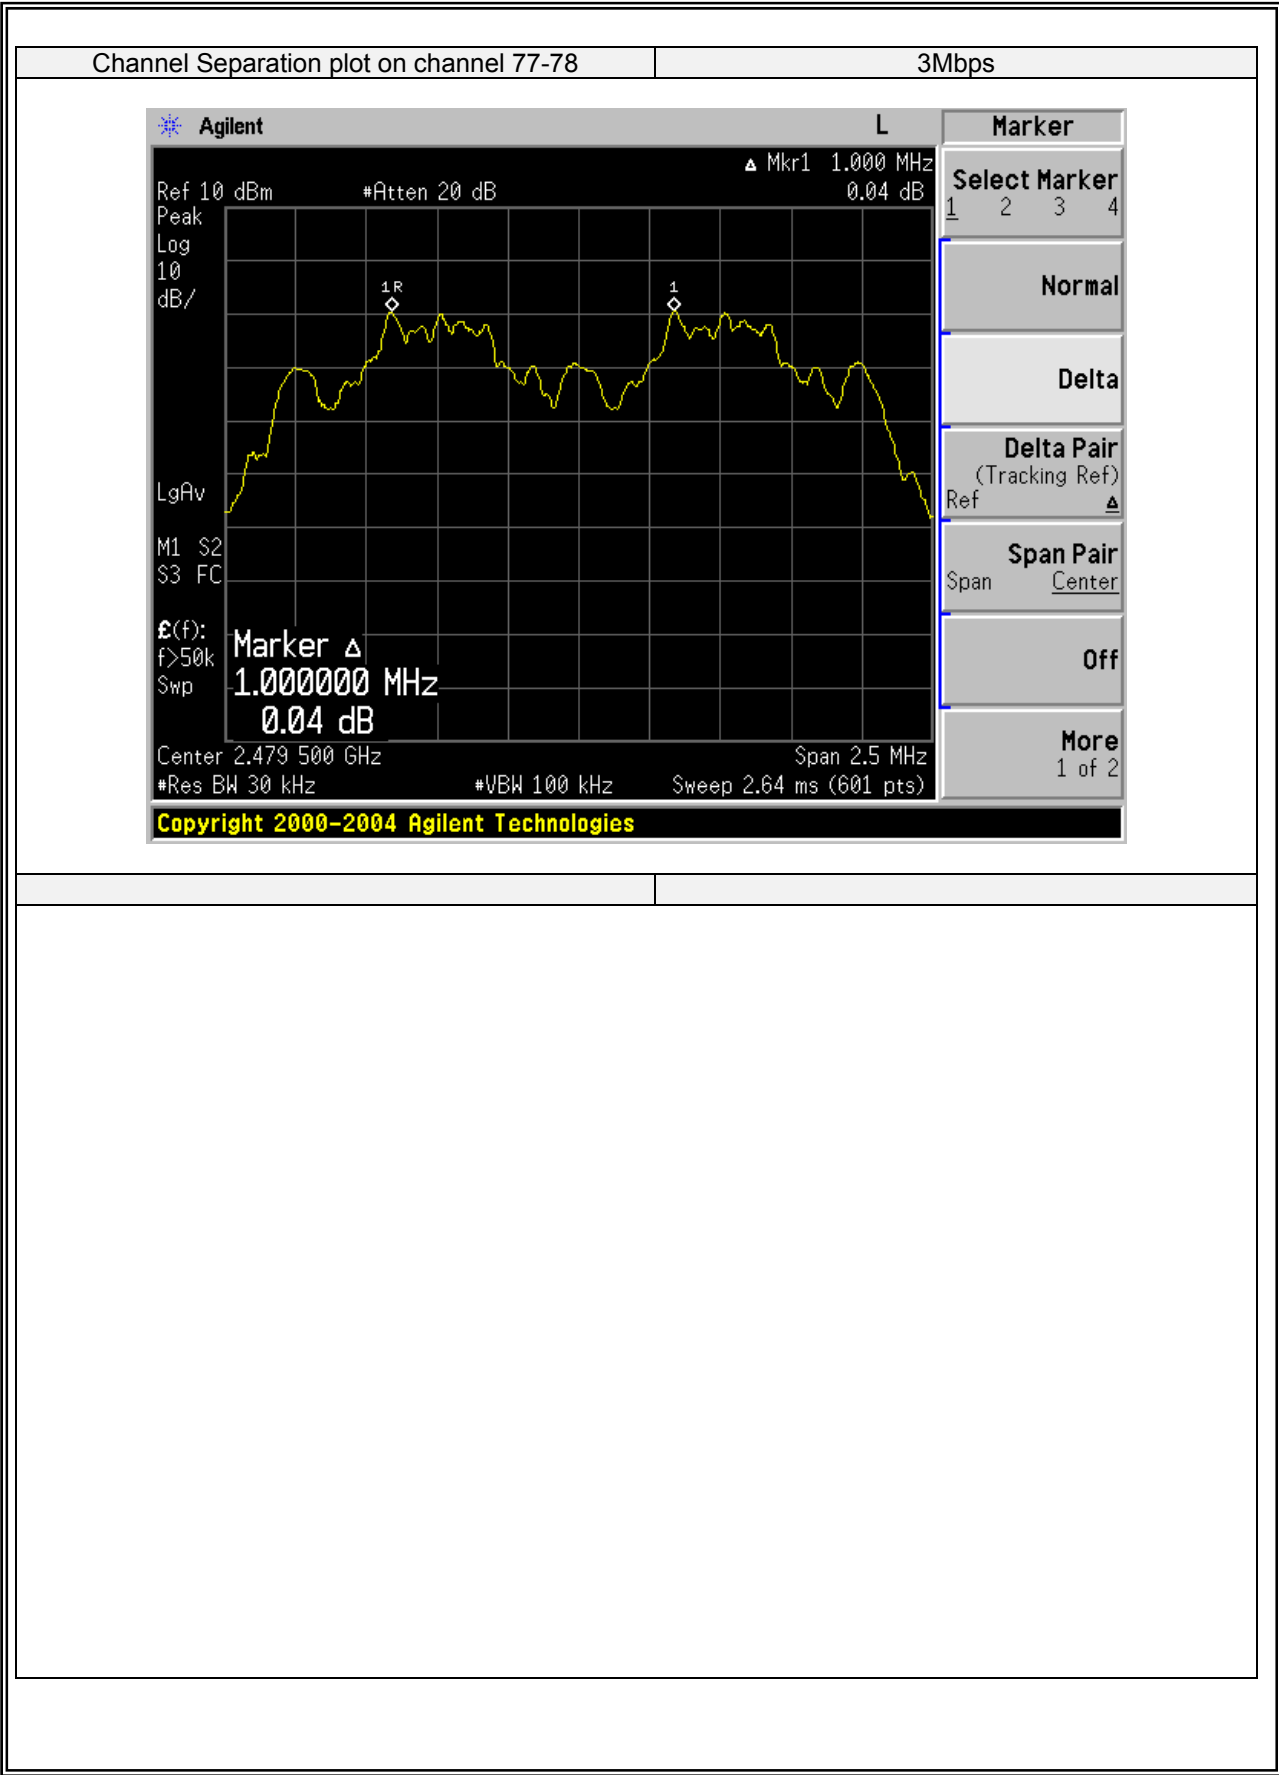 Channel Separation plot on channel 77-78 3Mbps
Agilent L Marker
Δ Mkr1 1.000 MHz
Ref 10 dBm #Atten 20 dB 0.04 dB
Peak
Log
10
dB/
1R
1
LgAv
M1 S2
S3 FC
£(f):
f>50k
Swp
Marker Δ
1.000000 MHz
0.04 dB
Center 2.479 500 GHz Span 2.5 MHz
#Res BW 30 kHz #VBW 100 kHz Sweep 2.64 ms (601 pts)
Copyright 2000-2004 Agilent Technologies
Select Marker
1 2 3 4
Normal
Delta
Delta Pair
(Tracking Ref)
Ref Δ
Span Pair
Span Center
Off
More
1 of 2